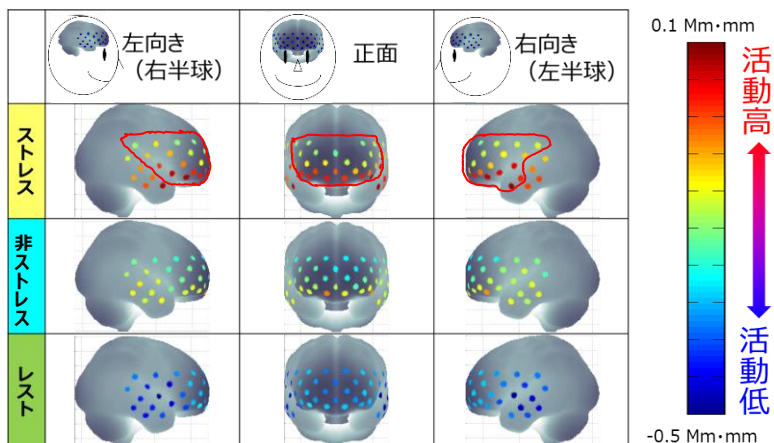 左向き
（右半球）
正面
右向き
（左半球）
0.1 Mm・mm
ストレス
非ストレス
レスト
活動高
活動低
-0.5 Mm・mm